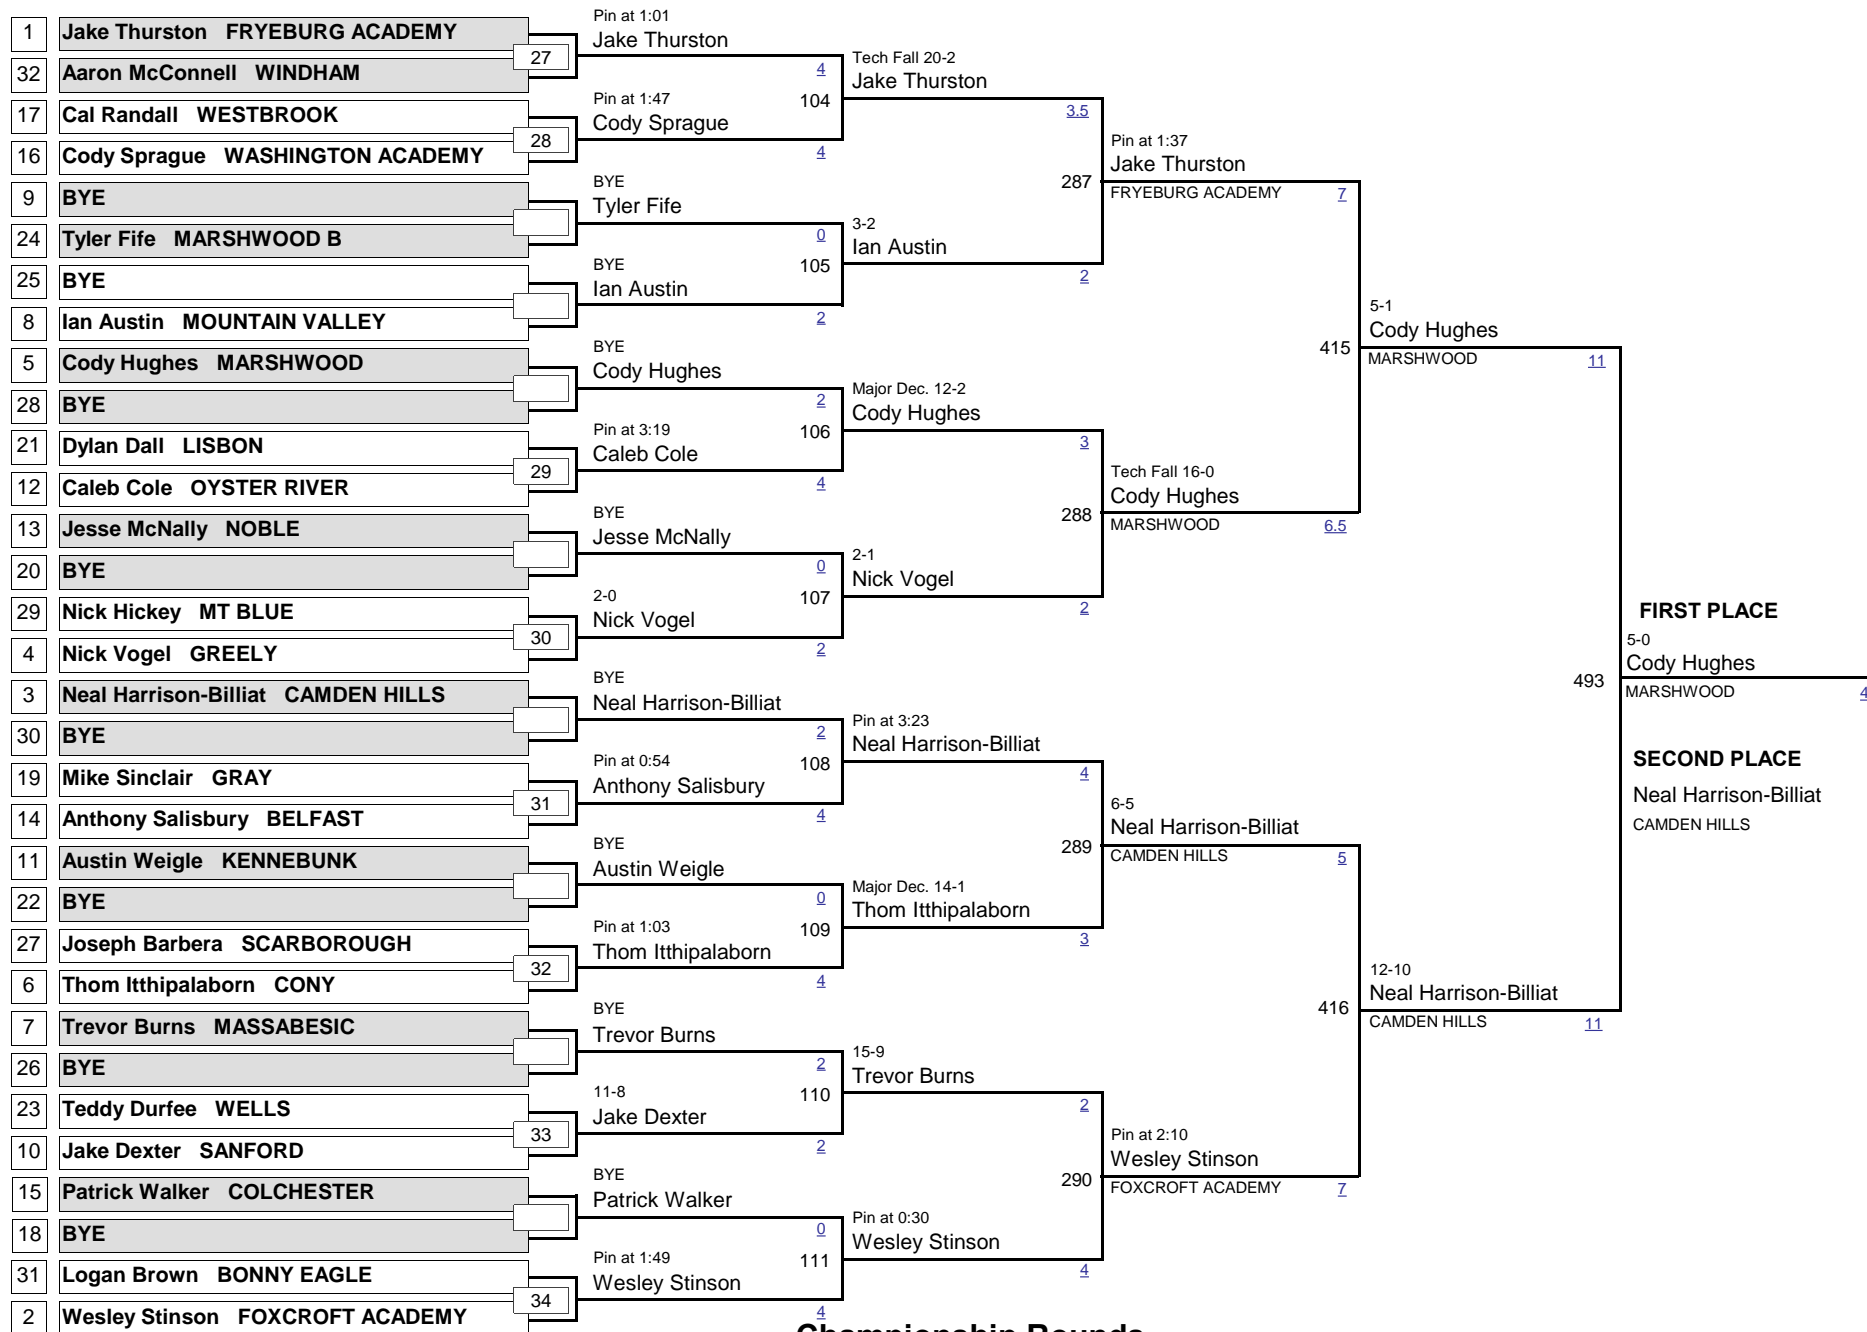 1 Jake Thurston FRYEBURG ACADEMY
32 Aaron McConnell WINDHAM
17 Cal Randall WESTBROOK
16 Cody Sprague WASHINGTON ACADEMY
9 BYE
24 Tyler Fife MARSHWOOD B
25 BYE
8 Ian Austin MOUNTAIN VALLEY
5 Cody Hughes MARSHWOOD
28 BYE
21 Dylan Dall LISBON
12 Caleb Cole OYSTER RIVER
13 Jesse McNally NOBLE
20 BYE
29 Nick Hickey MT BLUE
4 Nick Vogel GREELY
3 Neal Harrison-Billiat CAMDEN HILLS
30 BYE
19 Mike Sinclair GRAY
14 Anthony Salisbury BELFAST
11 Austin Weigle KENNEBUNK
22 BYE
27 Joseph Barbera SCARBOROUGH
6 Thom Itthipalaborn CONY
7 Trevor Burns MASSABESIC
26 BYE
23 Teddy Durfee WELLS
10 Jake Dexter SANFORD
15 Patrick Walker COLCHESTER
18 BYE
31 Logan Brown BONNY EAGLE
2 Wesley Stinson FOXCROFT ACADEMY
27
28
29
30
31
32
33
34
Pin at 1:01
Jake Thurston
4
Pin at 1:47
Cody Sprague
4
BYE
Tyler Fife
0
BYE
Ian Austin
2
BYE
Cody Hughes
2
Pin at 3:19
Caleb Cole
4
BYE
Jesse McNally
0
2-0
Nick Vogel
2
BYE
Neal Harrison-Billiat
2
Pin at 0:54
Anthony Salisbury
4
BYE
Austin Weigle
0
Pin at 1:03
Thom Itthipalaborn
4
BYE
Trevor Burns
2
11-8
Jake Dexter
2
BYE
Patrick Walker
0
Pin at 1:49
Wesley Stinson
4
104
105
106
107
108
109
110
111
Tech Fall 20-2
Jake Thurston
3.5
3-2
Ian Austin
2
Major Dec. 12-2
Cody Hughes
3
2-1
Nick Vogel
2
Pin at 3:23
Neal Harrison-Billiat
4
Major Dec. 14-1
Thom Itthipalaborn
3
15-9
Trevor Burns
2
Pin at 0:30
Wesley Stinson
4
287
288
289
290
Pin at 1:37
Jake Thurston
FRYEBURG ACADEMY 7
Tech Fall 16-0
Cody Hughes
MARSHWOOD 6.5
6-5
Neal Harrison-Billiat
CAMDEN HILLS 5
Pin at 2:10
Wesley Stinson
FOXCROFT ACADEMY 7
415
416
5-1
Cody Hughes
MARSHWOOD 11
12-10
Neal Harrison-Billiat
CAMDEN HILLS 11
493
FIRST PLACE
5-0
Cody Hughes
MARSHWOOD 4
SECOND PLACE
Neal Harrison-Billiat
CAMDEN HILLS
Championship Rounds